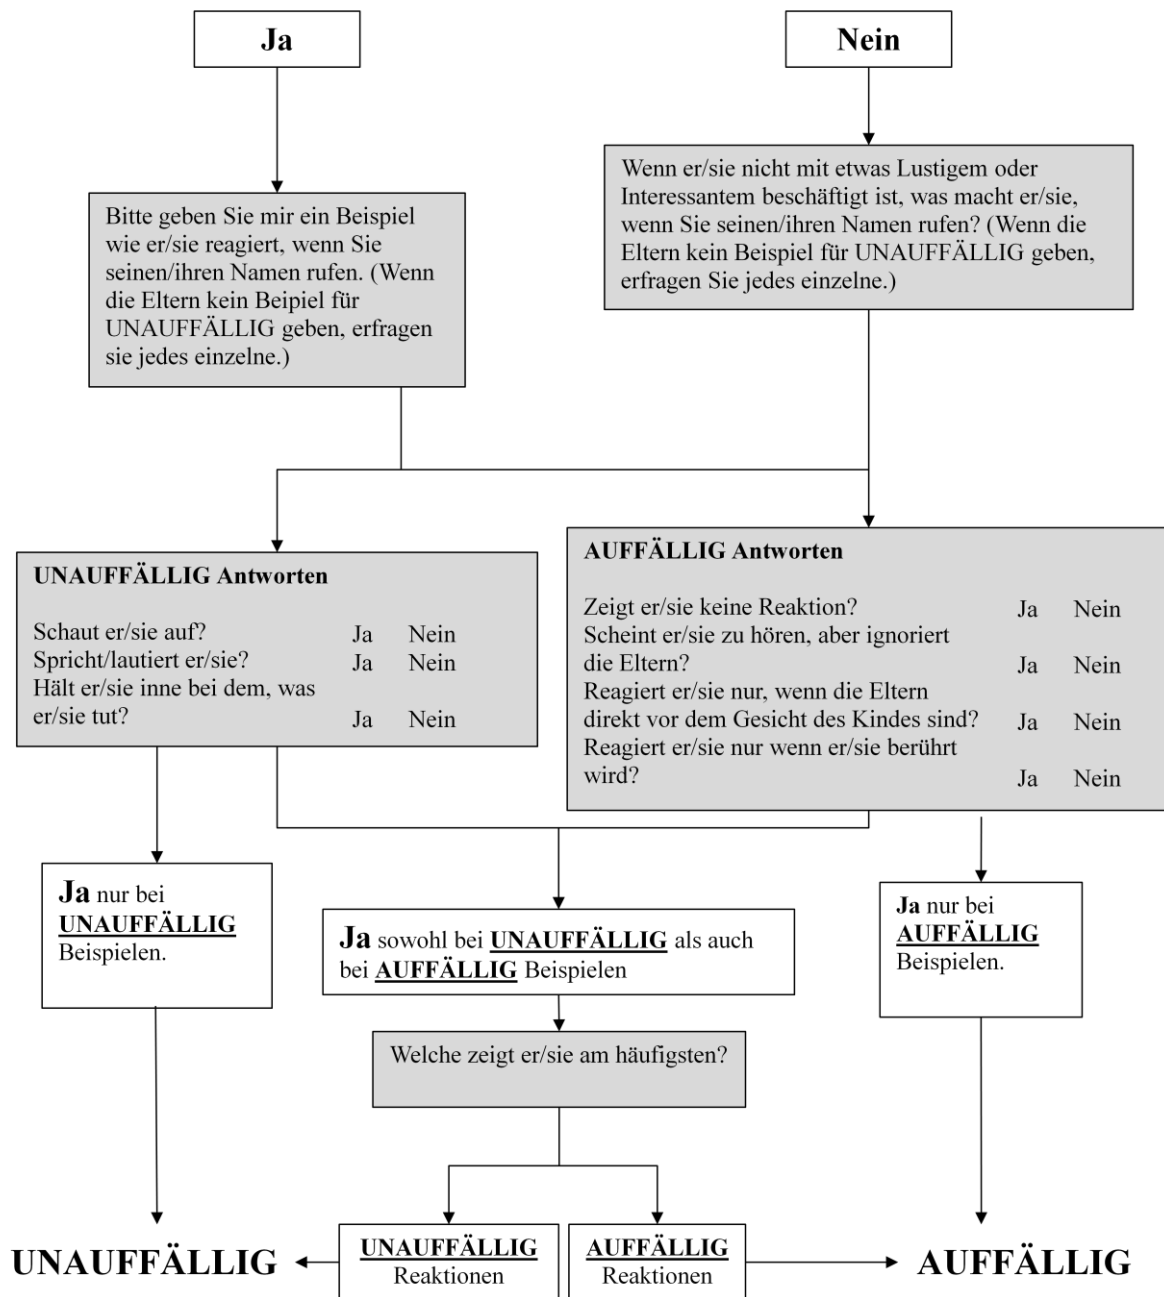 Ja
Nein
Bitte geben Sie mir ein Beispiel
wie er/sie reagiert, wenn Sie
seinen/ihren Namen rufen. (Wenn
die Eltern kein Beipiel für
UNAUFFÄLLIG geben, erfragen
sie jedes einzelne.)
Wenn er/sie nicht mit etwas Lustigem oder
Interessantem beschäftigt ist, was macht er/sie,
wenn Sie seinen/ihren Namen rufen? (Wenn die
Eltern kein Beispiel für UNAUFFÄLLIG geben,
erfragen Sie jedes einzelne.)
UNAUFFÄLLIG Antworten
Schaut er/sie auf? Ja Nein
Spricht/lautiert er/sie? Ja Nein
Hält er/sie inne bei dem, was
er/sie tut? Ja Nein
AUFFÄLLIG Antworten
Zeigt er/sie keine Reaktion? Ja Nein
Scheint er/sie zu hören, aber ignoriert
die Eltern? Ja Nein
Reagiert er/sie nur, wenn die Eltern
direkt vor dem Gesicht des Kindes sind? Ja Nein
Reagiert er/sie nur wenn er/sie berührt
wird? Ja Nein
Ja nur bei
UNAUFFÄLLIG
Beispielen.
Ja sowohl bei UNAUFFÄLLIG als auch
bei AUFFÄLLIG Beispielen
Ja nur bei
AUFFÄLLIG
Beispielen.
Welche zeigt er/sie am häufigsten?
UNAUFFÄLLIG
UNAUFFÄLLIG
Reaktionen
AUFFÄLLIG
Reaktionen
AUFFÄLLIG